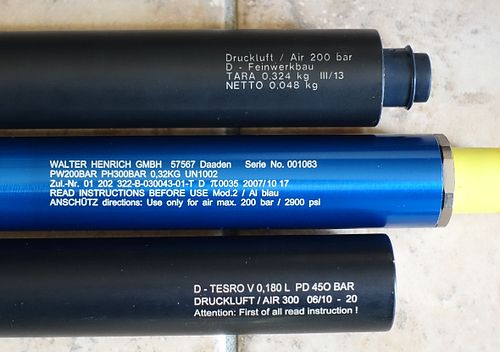 Druckluft / Air 200 bar
D - Feinwerkbau
TARA 0,324 kg III/13
NETTO 0,048 kg
WALTER HENRICH GMBH 57567 Daaden Serie No. 001063
PW200BAR PH300BAR 0,32KG UN1002
Zul.-Nr. 01 202 322-B-030043-01-T D π0035 2007/10 17
READ INSTRUCTIONS BEFORE USE Mod.2 / Al blau
ANSCHÜTZ directions: Use only for air max. 200 bar / 2900 psi
D - TESRO V 0,180 L PD 450 BAR
DRUCKLUFT / AIR 300 06/10 - 20
Attention: First of all read instruction !